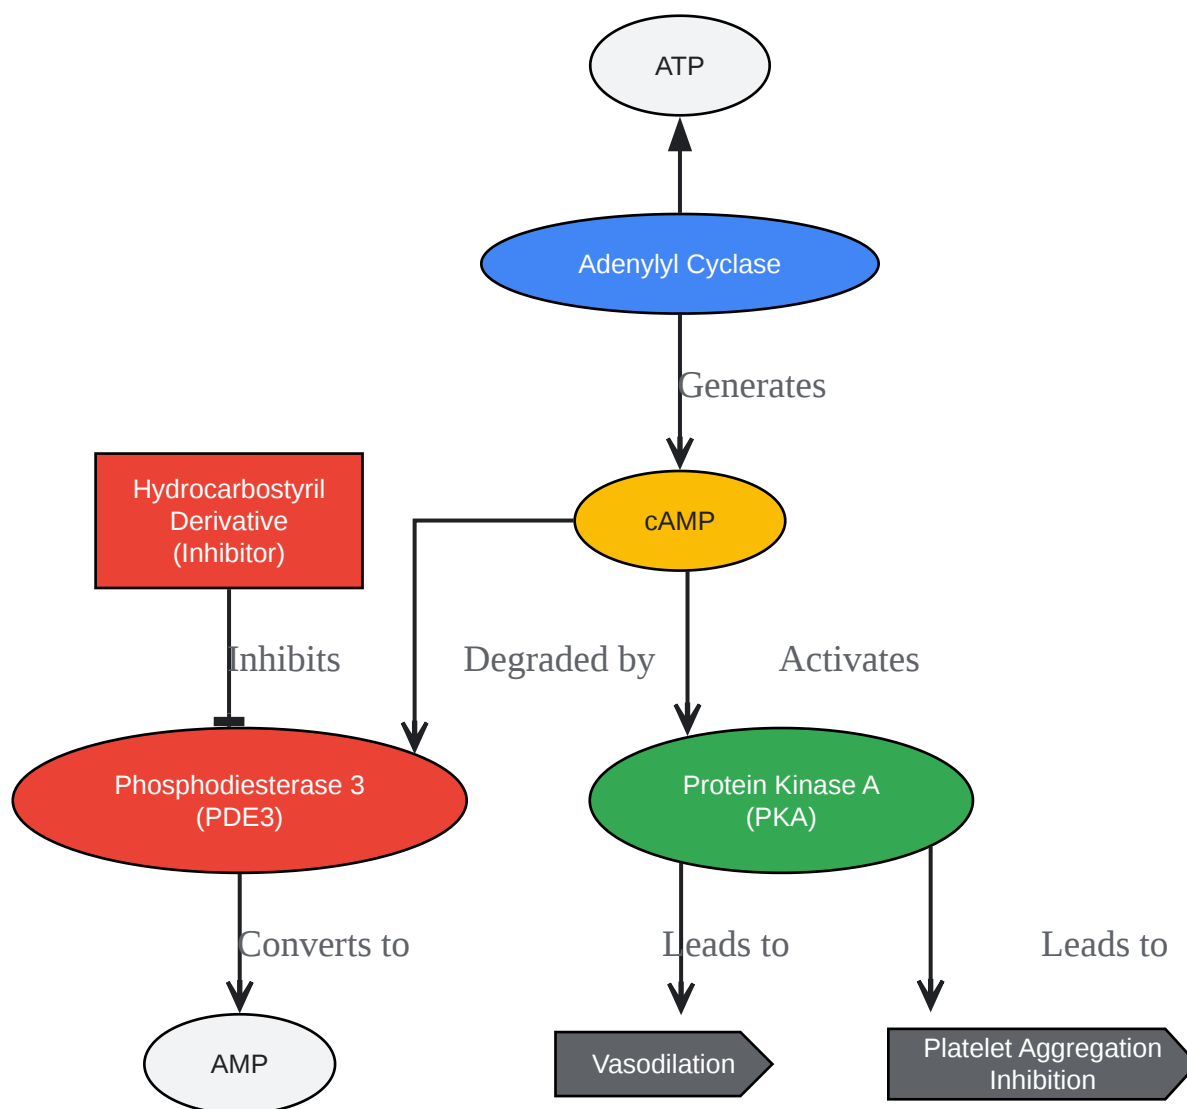 ATP
Adenylyl Cyclase
Generates
Hydrocarbostyril
Derivative
(Inhibitor)
cAMP
Inhibits
Degraded by
Activates
Phosphodiesterase 3
(PDE3)
Protein Kinase A
(PKA)
Converts to
Leads to
Leads to
AMP
Vasodilation
Platelet Aggregation
Inhibition